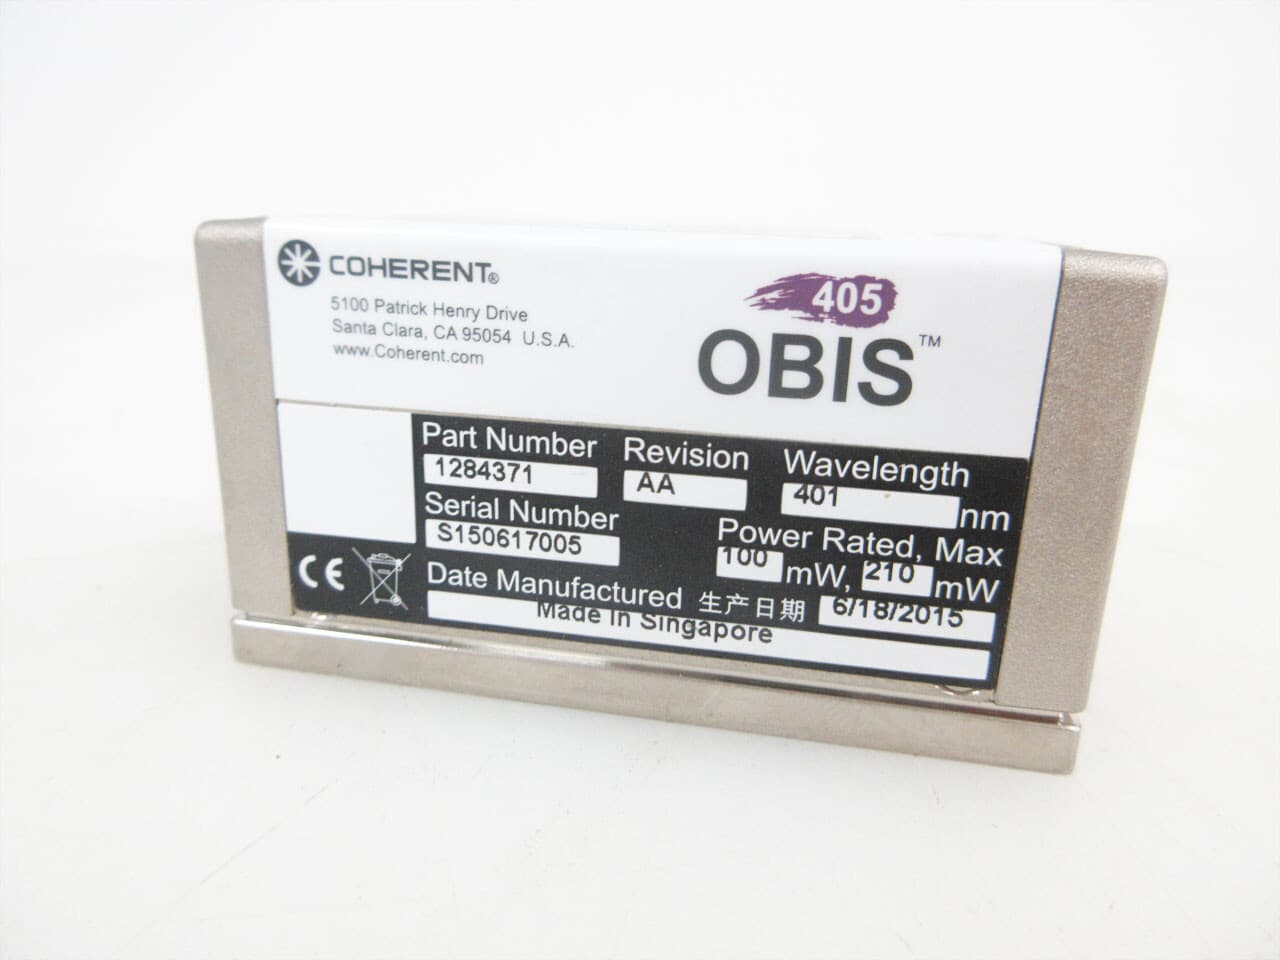 COHERENT®
5100 Patrick Henry Drive
Santa Clara, CA 95054 U.S.A.
www.Coherent.com
405
OBIS™
Part Number
1284371
Revision
AA
Wavelength
401 nm
Serial Number
S150617005
Power Rated, Max
100 mW, 210 mW
CE
Date Manufactured 生产日期 6/18/2015
Made in Singapore